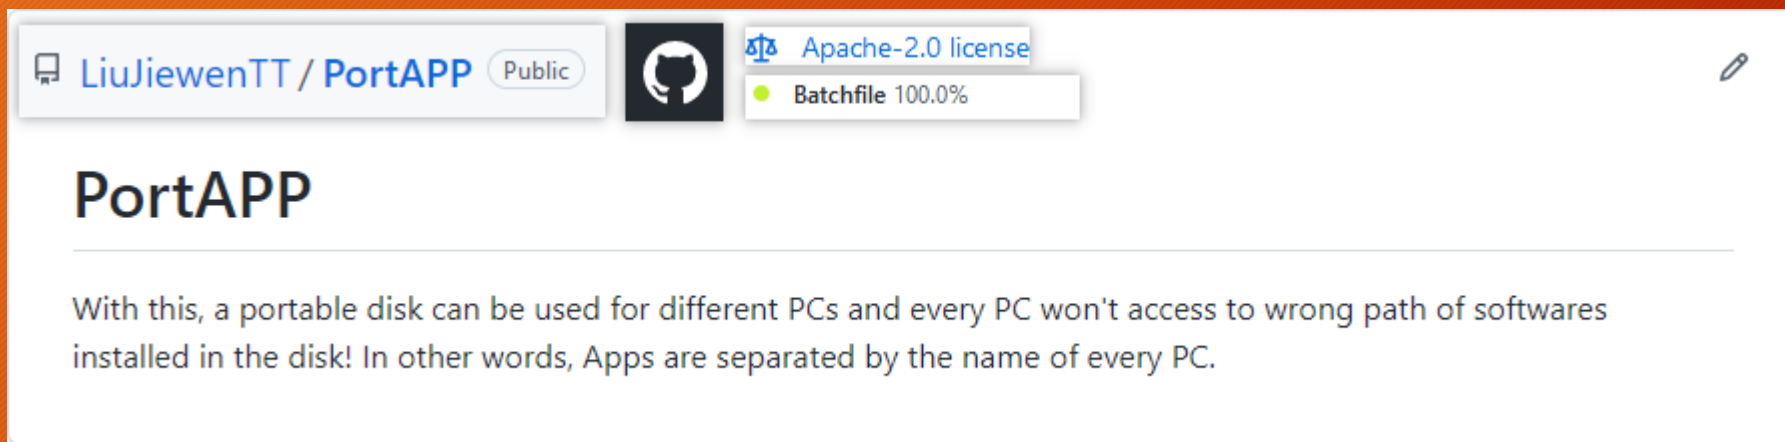 LiuJiewenTT / PortAPP Public
Apache-2.0 license
Batchfile 100.0%
PortAPP
With this, a portable disk can be used for different PCs and every PC won't access to wrong path of softwares
installed in the disk! In other words, Apps are separated by the name of every PC.